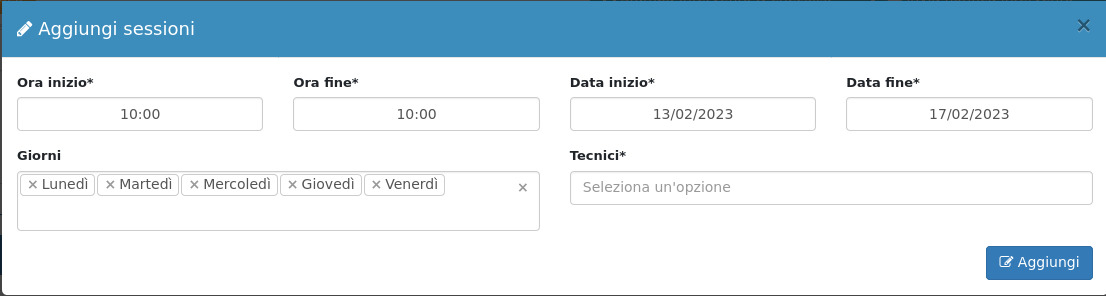 Aggiungi sessioni
×
Ora inizio*
Ora fine*
Data inizio*
Data fine*
10:00
10:00
13/02/2023
17/02/2023
Giorni
Tecnici*
× Lunedì × Martedì × Mercoledì × Giovedì × Venerdì ×
Seleziona un'opzione
Aggiungi